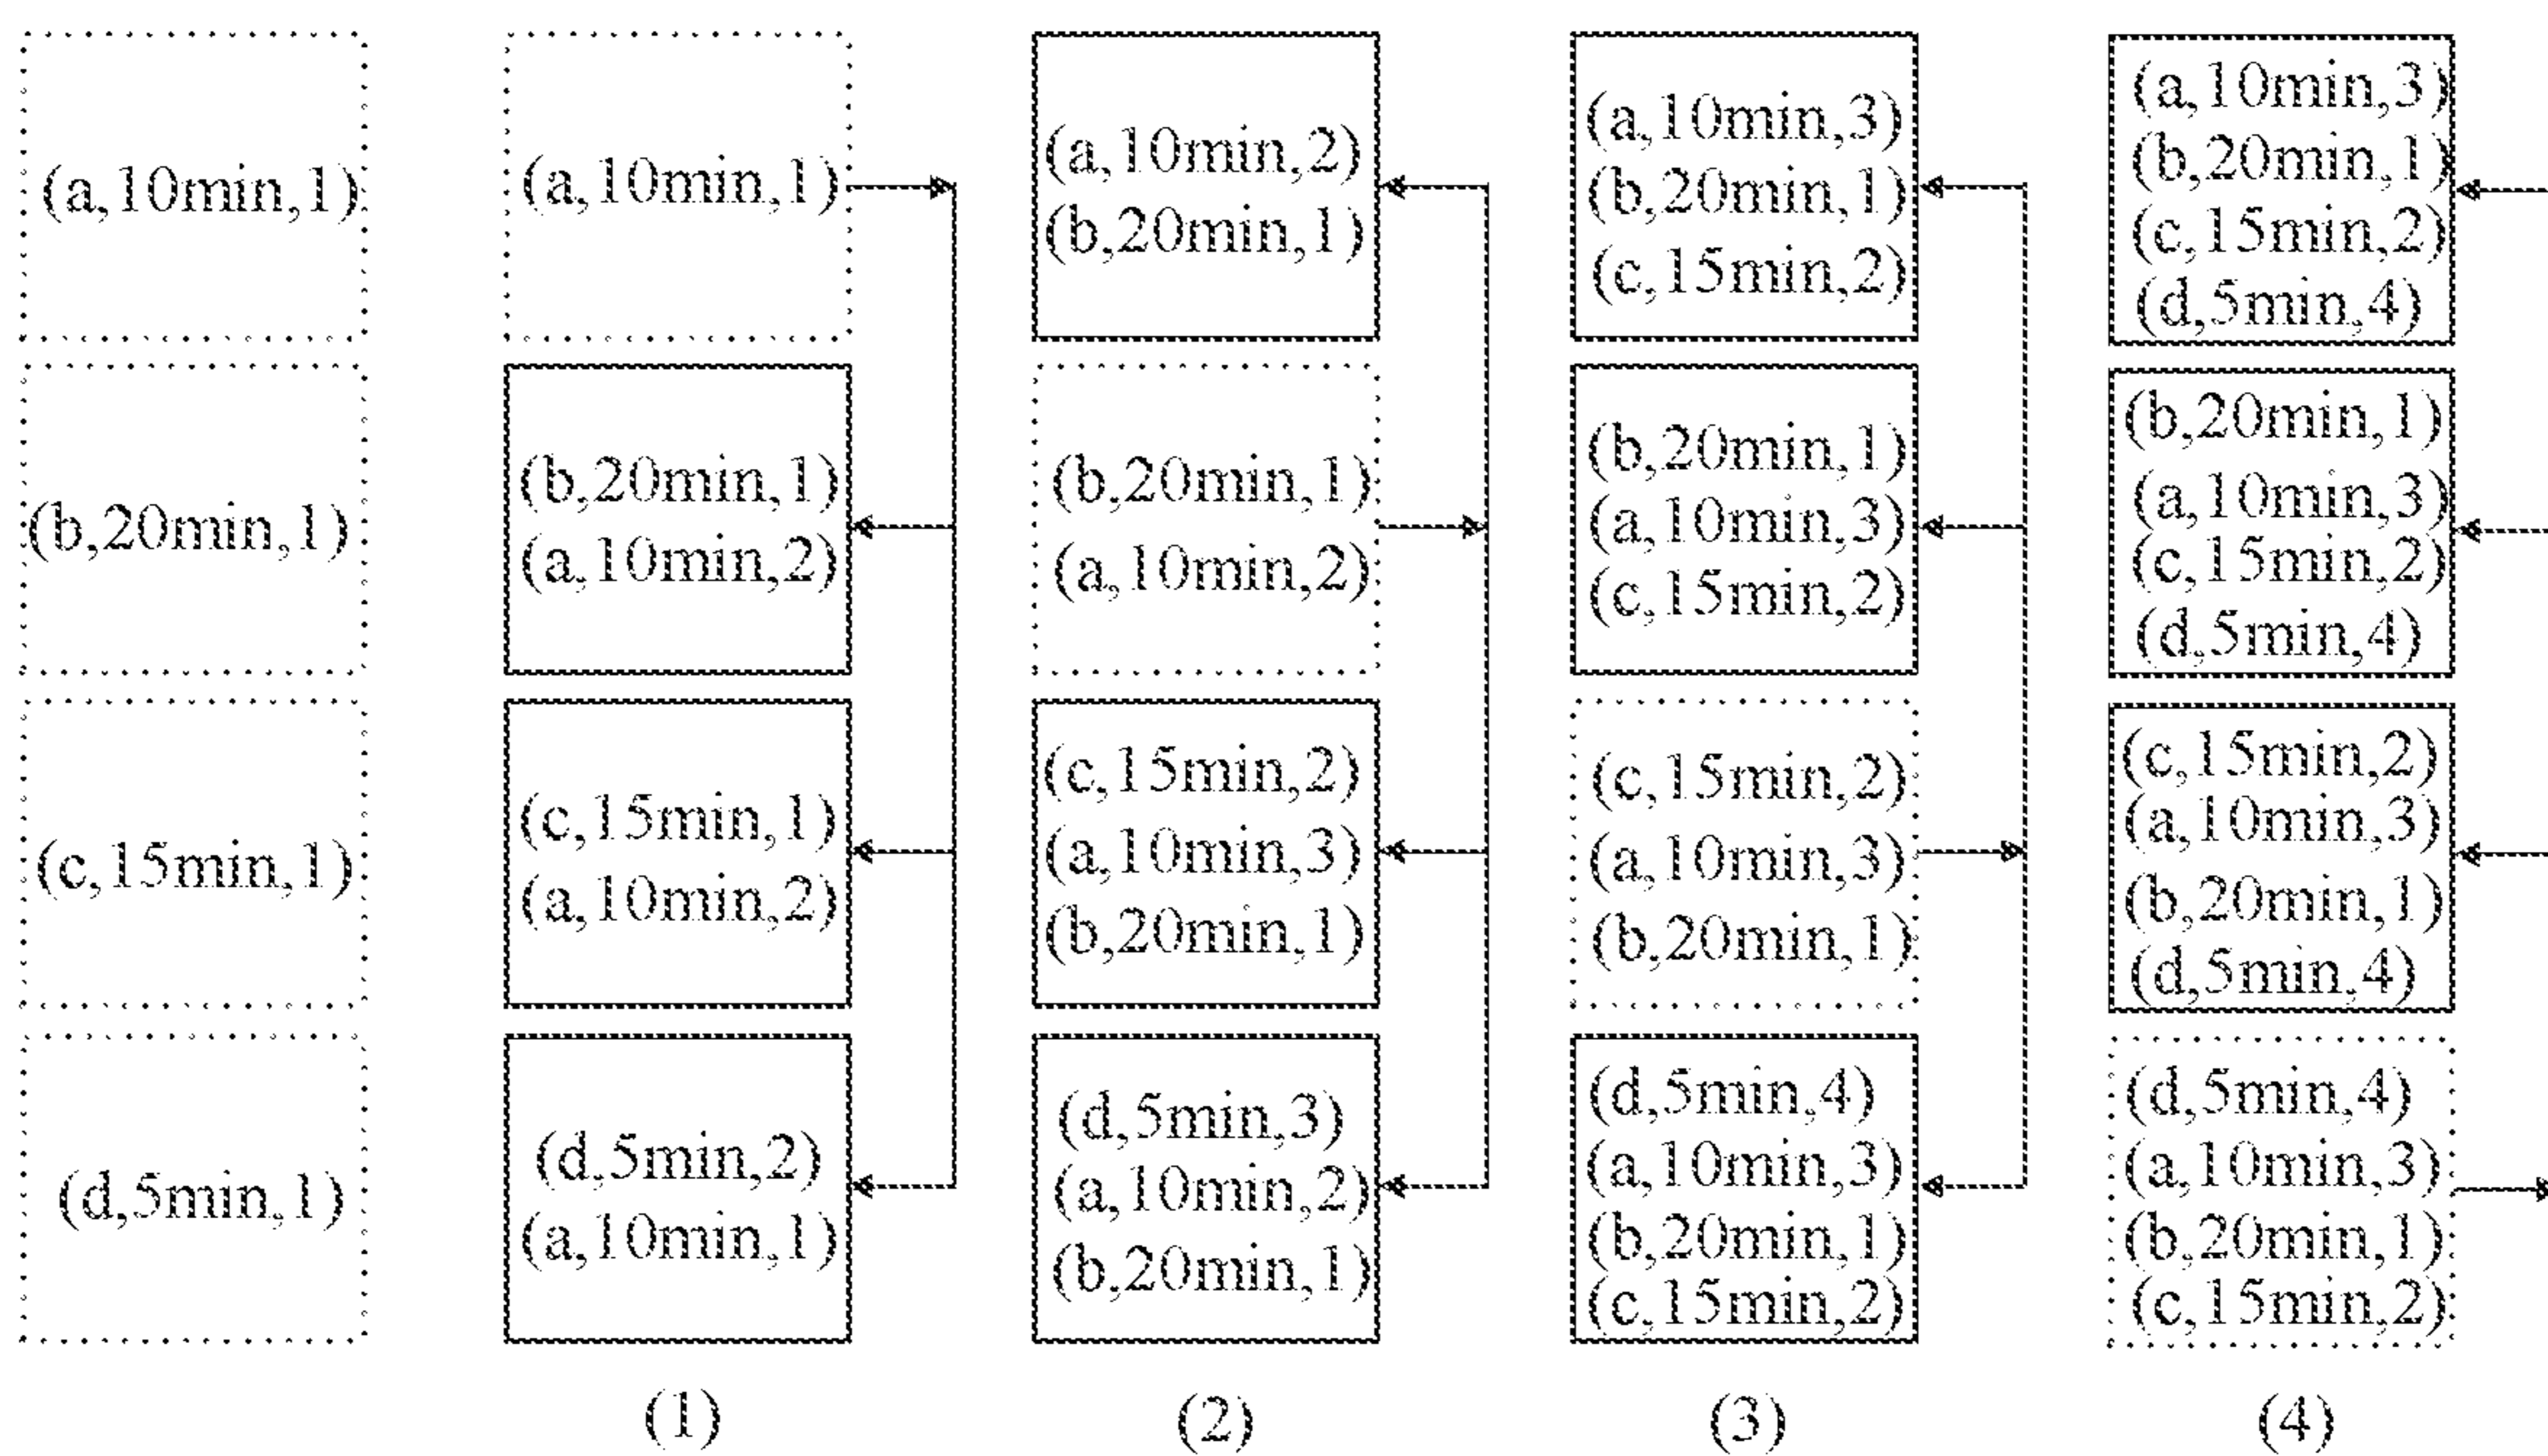 (a,10min,1)
(b,20min,1)
(c,15min,1)
(d,5min,1)
(a,10min,1)
(b,20min,1)
(a,10min,2)
(c,15min,1)
(a,10min,2)
(d,5min,2)
(a,10min,1)
(1)
(a,10min,2)
(b,20min,1)
(b,20min,1)
(a,10min,2)
(c,15min,2)
(a,10min,3)
(b,20min,1)
(d,5min,3)
(a,10min,2)
(b,20min,1)
(2)
(a,10min,3)
(b,20min,1)
(c,15min,2)
(b,20min,1)
(a,10min,3)
(c,15min,2)
(c,15min,2)
(a,10min,3)
(b,20min,1)
(d,5min,4)
(a,10min,3)
(b,20min,1)
(c,15min,2)
(3)
(a,10min,3)
(b,20min,1)
(c,15min,2)
(d,5min,4)
(b,20min,1)
(a,10min,3)
(c,15min,2)
(d,5min,4)
(c,15min,2)
(a,10min,3)
(b,20min,1)
(d,5min,4)
(d,5min,4)
(a,10min,3)
(b,20min,1)
(c,15min,2)
(4)